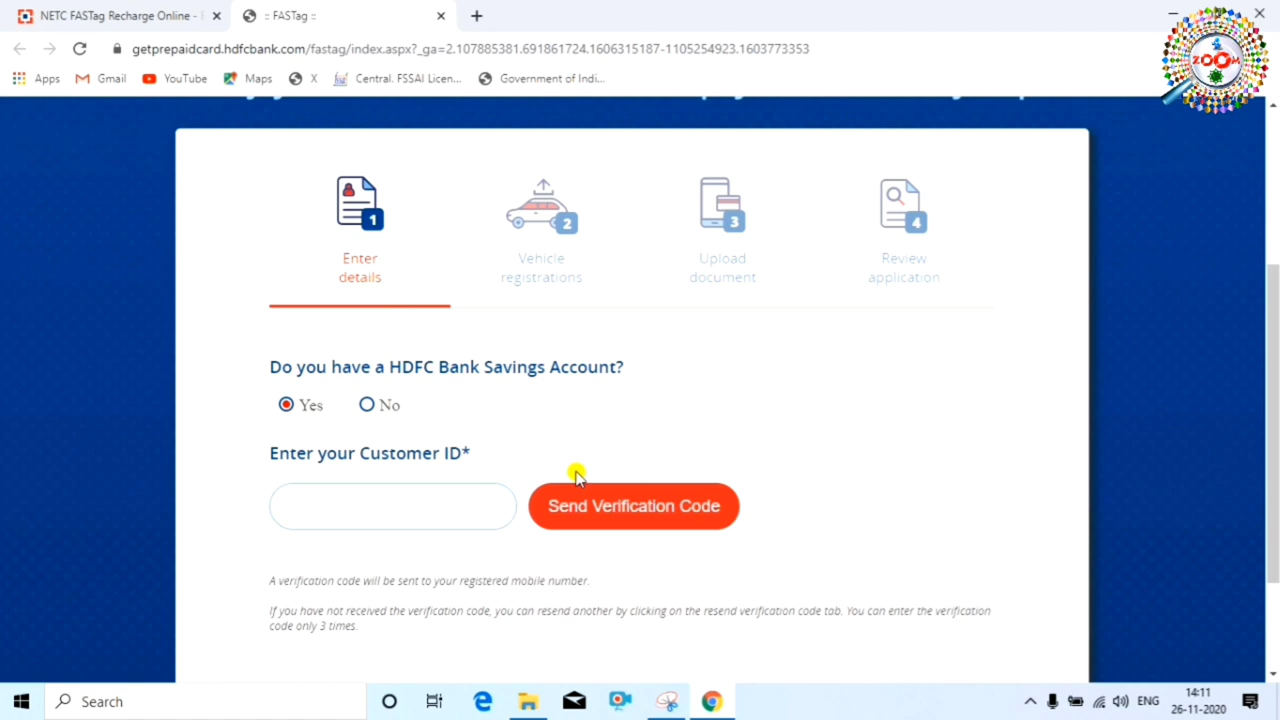 NETC FASTag Recharge Online -
:: FASTag ::
getprepaidcard.hdfcbank.com/fastag/index.aspx?_ga=2.107885381.691861724.1606315187-1105254923.1603773353
Apps
Gmail
YouTube
Maps
X
Central. FSSAI Licen...
Government of Indi...
ZOOM
1
2
3
4
Enter
details
Vehicle
registrations
Upload
document
Review
application
Do you have a HDFC Bank Savings Account?
Yes
No
Enter your Customer ID*
Send Verification Code
A verification code will be sent to your registered mobile number.
If you have not received the verification code, you can resend another by clicking on the resend verification code tab. You can enter the verification
code only 3 times.
Search
ENG
14:11
26-11-2020